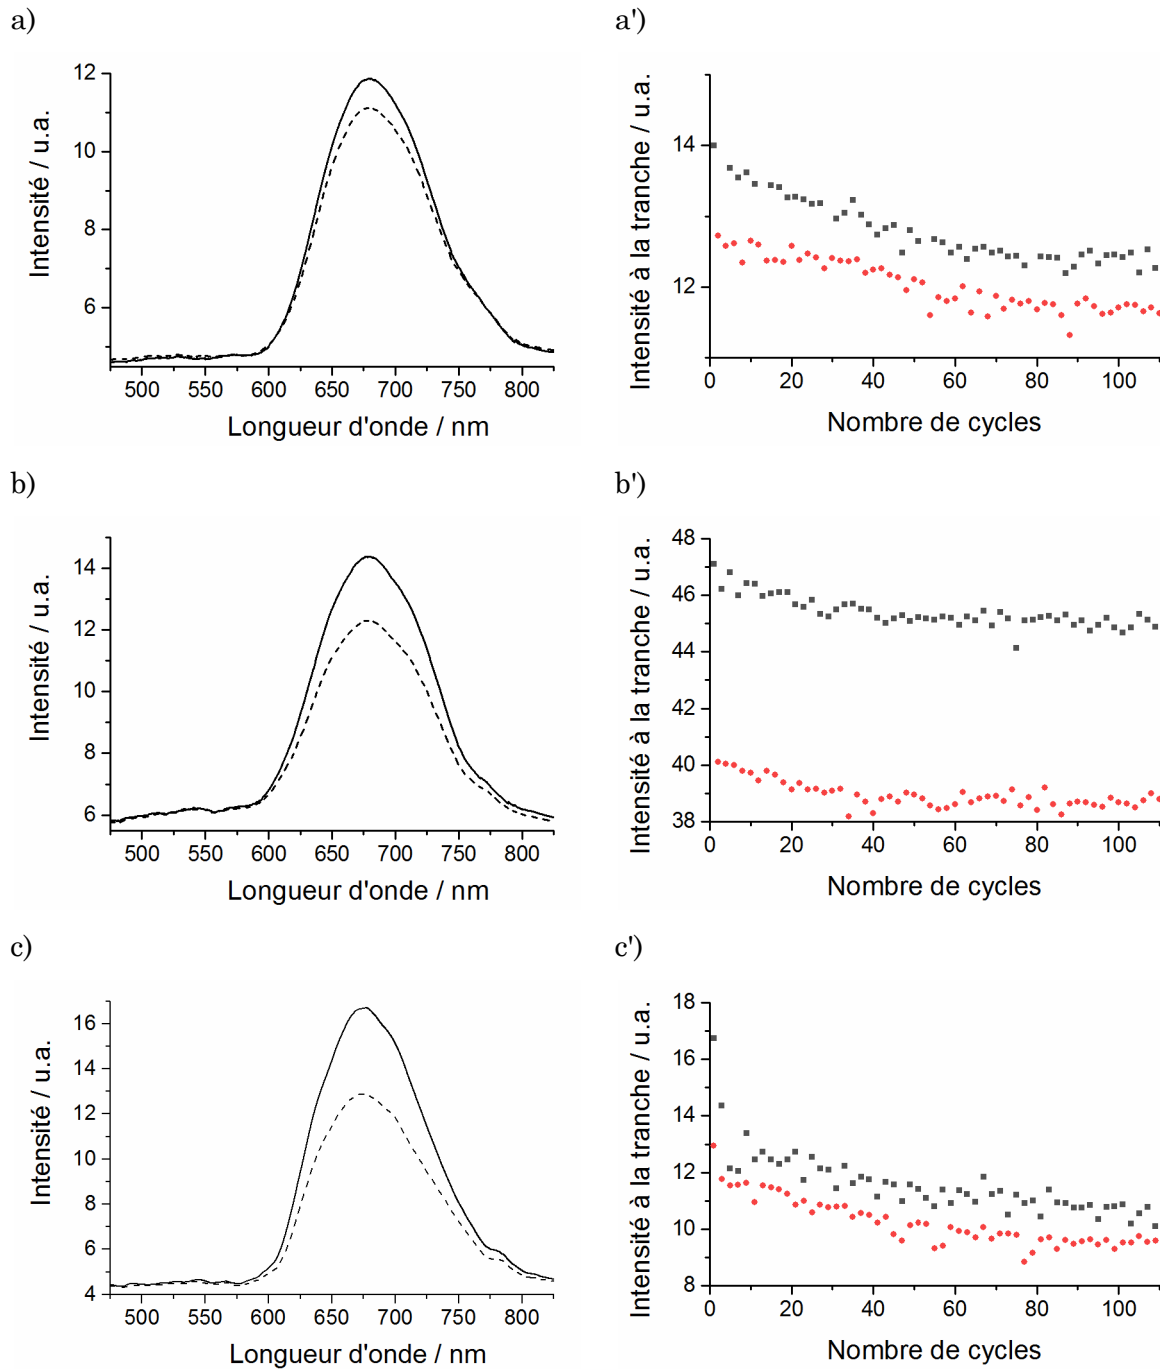 a)
Intensité / u.a.
12
10
8
6
500 550 600 650 700 750 800
Longueur d'onde / nm
a')
Intensité à la tranche / u.a.
14
12
0 20 40 60 80 100
Nombre de cycles
b)
Intensité / u.a.
14
12
10
8
6
500 550 600 650 700 750 800
Longueur d'onde / nm
b')
Intensité à la tranche / u.a.
48
46
44
42
40
38
0 20 40 60 80 100
Nombre de cycles
c)
Intensité / u.a.
16
14
12
10
8
6
4
500 550 600 650 700 750 800
Longueur d'onde / nm
c')
Intensité à la tranche / u.a.
18
16
14
12
10
8
0 20 40 60 80 100
Nombre de cycles